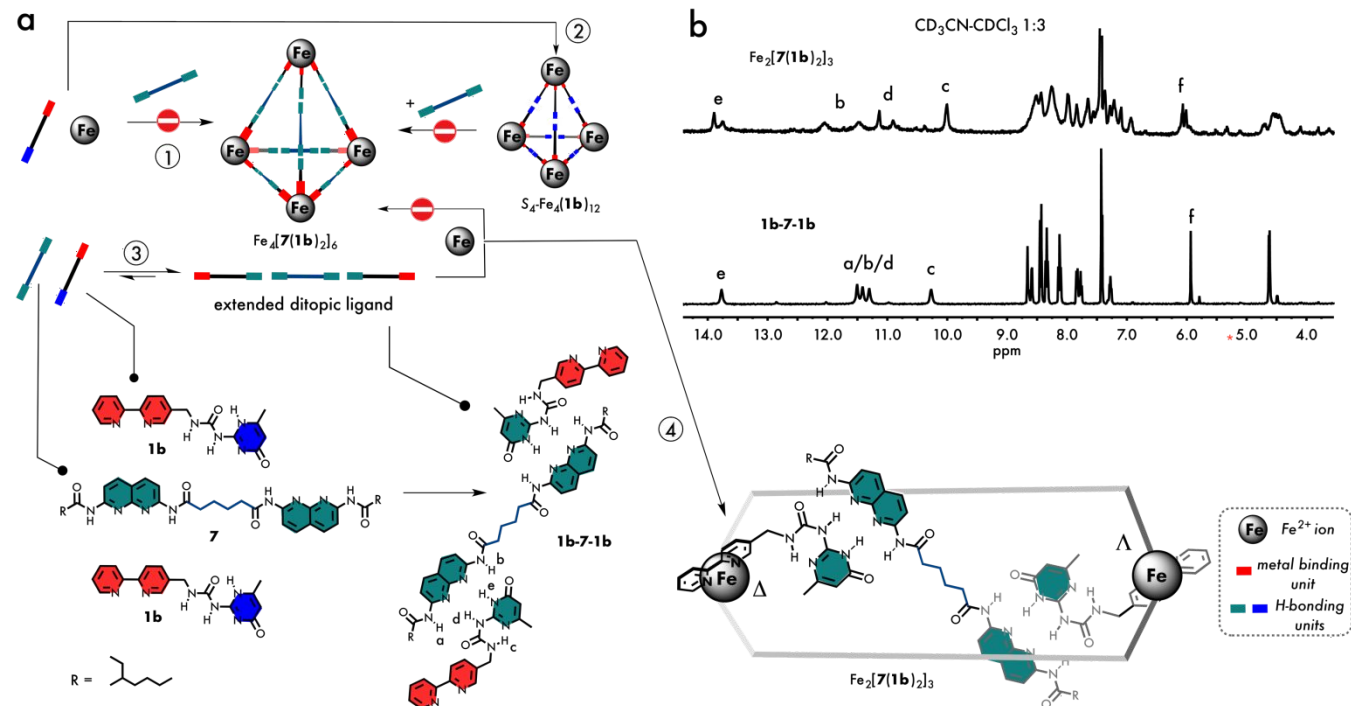 a
Fe
①
Fe
Fe
Fe
Fe
Fe₄[7(1b)₂]₆
②
+
Fe
Fe
Fe
Fe
S₄-Fe₄(1b)₁₂
③
Fe
extended ditopic ligand
1b
7
1b
R =
1b-7-1b
a
b
c
d
e
④
Fe
Δ
Λ
Fe
Fe₂[7(1b)₂]₃
Fe Fe²⁺ ion
metal binding
unit
H-bonding
units
b
CD₃CN-CDCl₃ 1:3
Fe₂[7(1b)₂]₃
e
b
d
c
f
1b-7-1b
e
a/b/d
c
f
14.0 13.0 12.0 11.0 10.0 9.0 8.0 7.0 6.0 *5.0 4.0
ppm